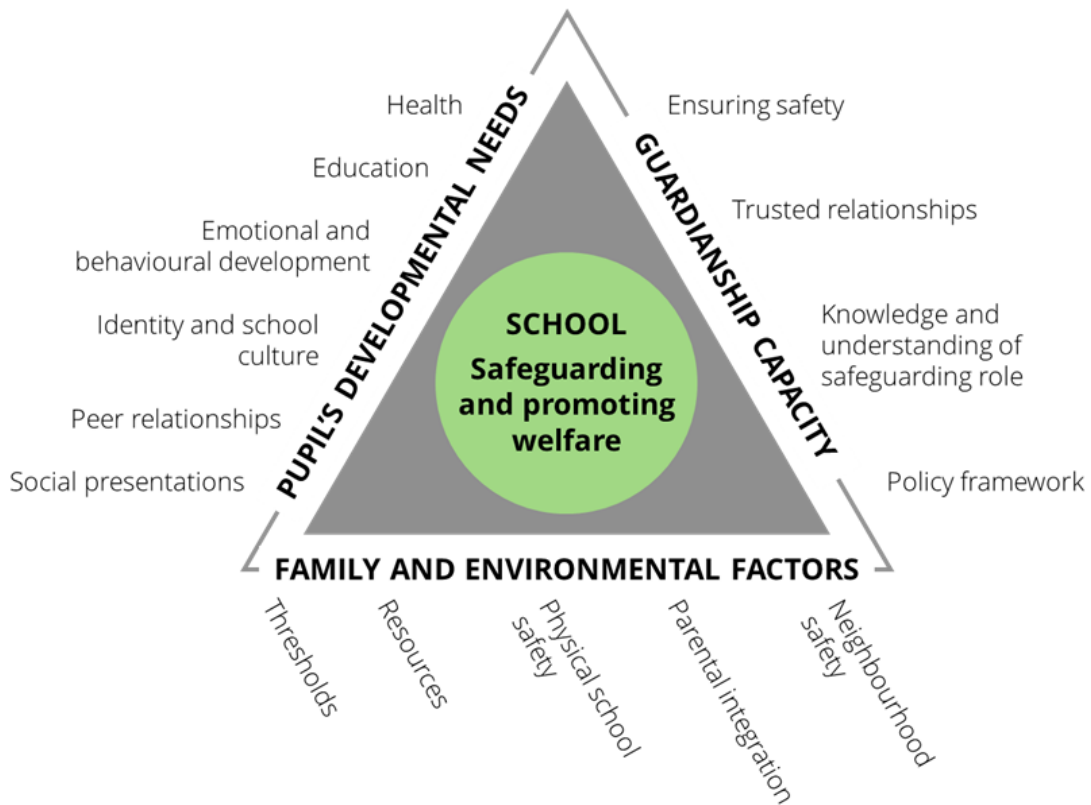 Health
Education
Emotional and
behavioural development
Identity and school
culture
Peer relationships
Social presentations
PUPIL'S DEVELOPMENTAL NEEDS
SCHOOL
Safeguarding
and promoting
welfare
GUARDIANSHIP CAPACITY
Ensuring safety
Trusted relationships
Knowledge and
understanding of
safeguarding role
Policy framework
FAMILY AND ENVIRONMENTAL FACTORS
Thresholds
Resources
Physical school
safety
Parental integration
Neighbourhood
safety